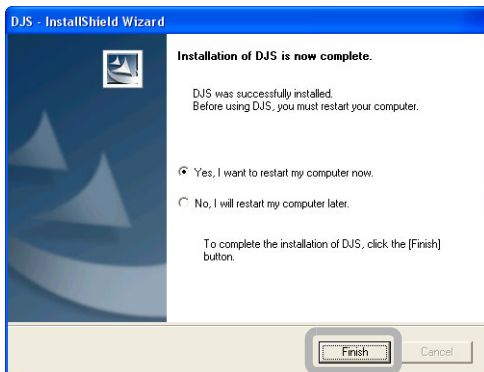 DJS - InstallShield Wizard
Installation of DJS is now complete.
DJS was successfully installed.
Before using DJS, you must restart your computer.
Yes, I want to restart my computer now.
No, I will restart my computer later.
To complete the installation of DJS, click the [Finish]
button.
Finish
Cancel